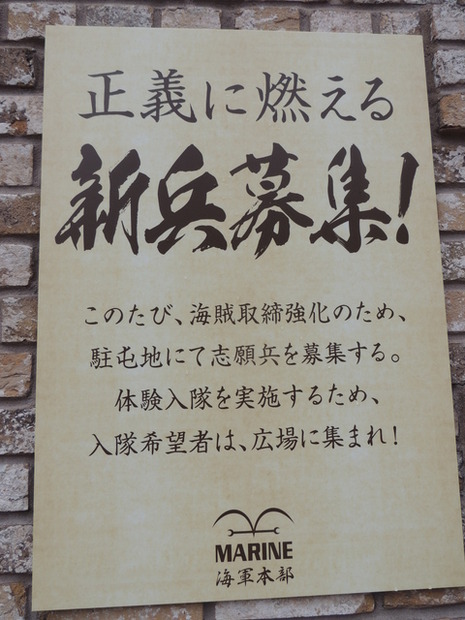 正義に燃える
新兵募集!
このたび、海賊取締強化のため、
駐屯地にて志願兵を募集する。
体験入隊を実施するため、
入隊希望者は、広場に集まれ!
MARINE
海軍本部